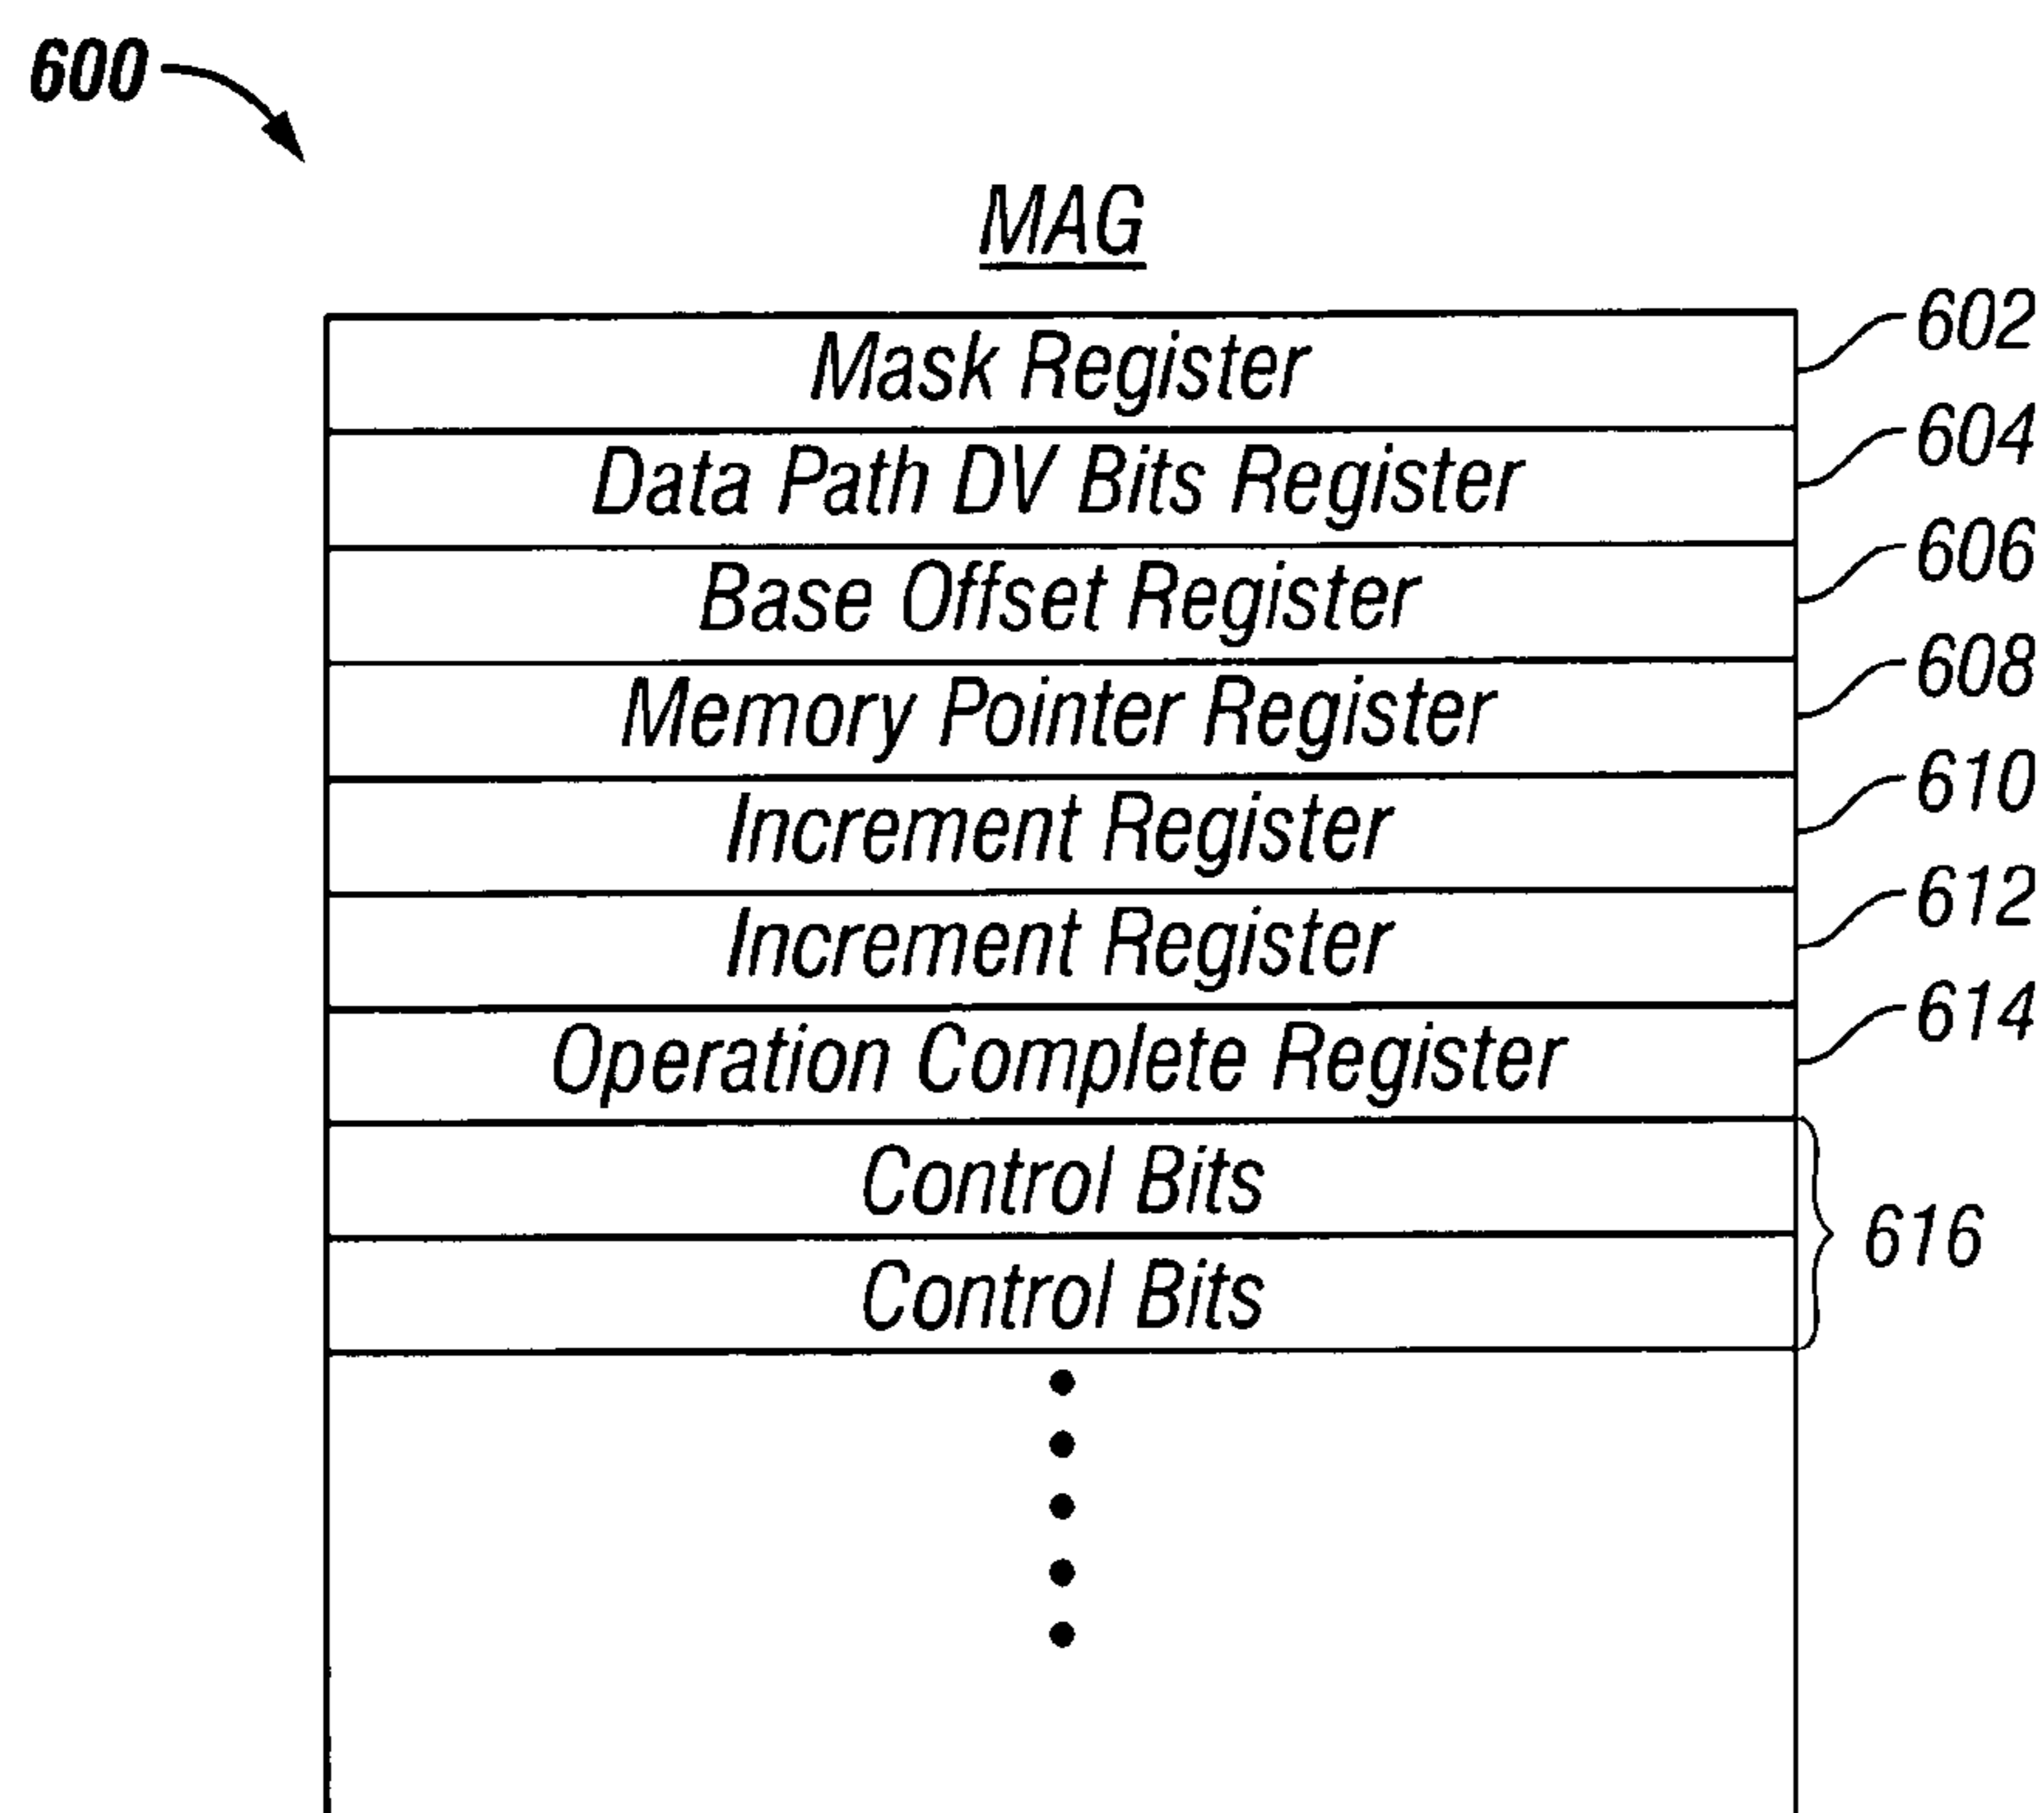 600
MAG
Mask Register 602
Data Path DV Bits Register 604
Base Offset Register 606
Memory Pointer Register 608
Increment Register 610
Increment Register 612
Operation Complete Register 614
Control Bits
616
Control Bits